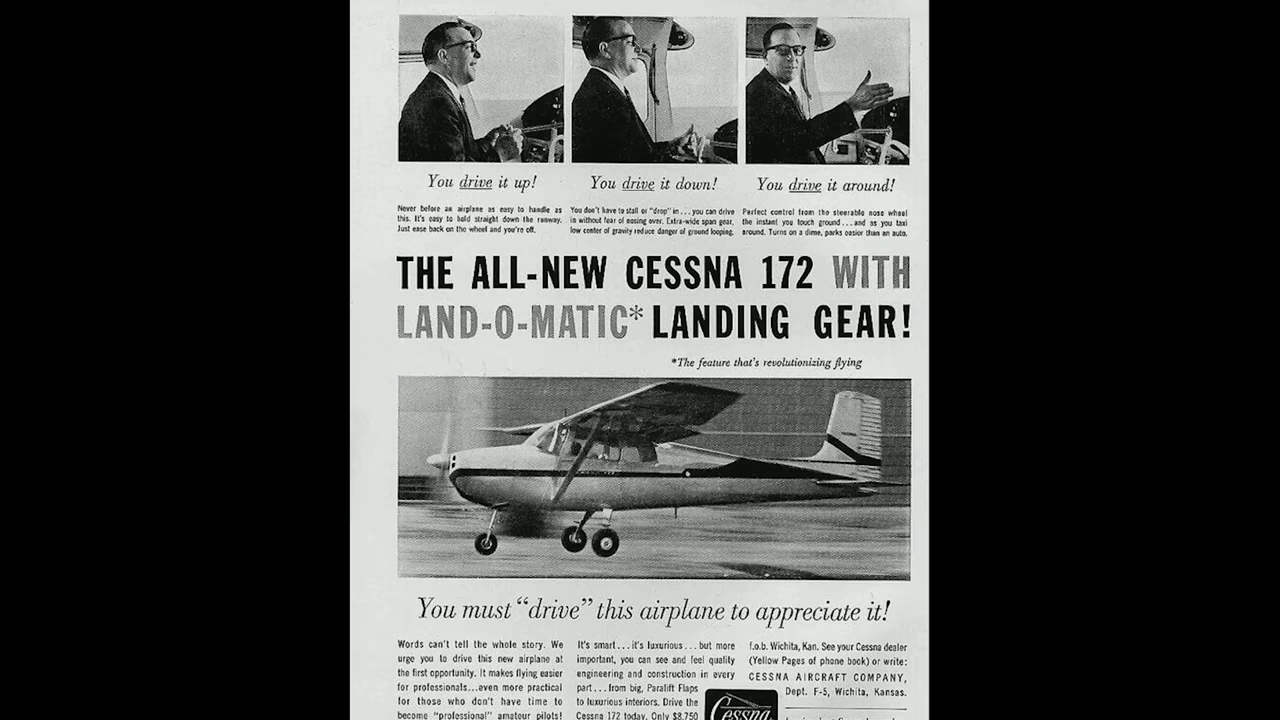 You drive it up!
Never before an airplane as easy to handle as
this. It's easy to hold straight down the runway.
Just ease back on the wheel and you're off.
You drive it down!
You don't have to stall or "drop" in...you can drive
in without fear of nosing over. Extra-wide span gear,
low center of gravity reduce danger of ground looping.
You drive it around!
Perfect control from the steerable nose wheel
the instant you touch ground...and as you taxi
around. Turns on a dime, parks easier than an auto.
THE ALL-NEW CESSNA 172 WITH
LAND-O-MATIC* LANDING GEAR!
*The feature that's revolutionizing flying
You must "drive" this airplane to appreciate it!
Words can't tell the whole story. We
urge you to drive this new airplane at
the first opportunity. It makes flying easier
for professionals...even more practical
for those who don't have time to
become "professional" amateur pilots!
It's smart...it's luxurious...but more
important, you can see and feel quality
engineering and construction in every
part...from big, Paralift Flaps
to luxurious interiors. Drive the
Cessna 172 today. Only $8,750
f.o.b. Wichita, Kan. See your Cessna dealer
(Yellow Pages of phone book) or write:
CESSNA AIRCRAFT COMPANY,
Dept. F-5, Wichita, Kansas.
Cessna